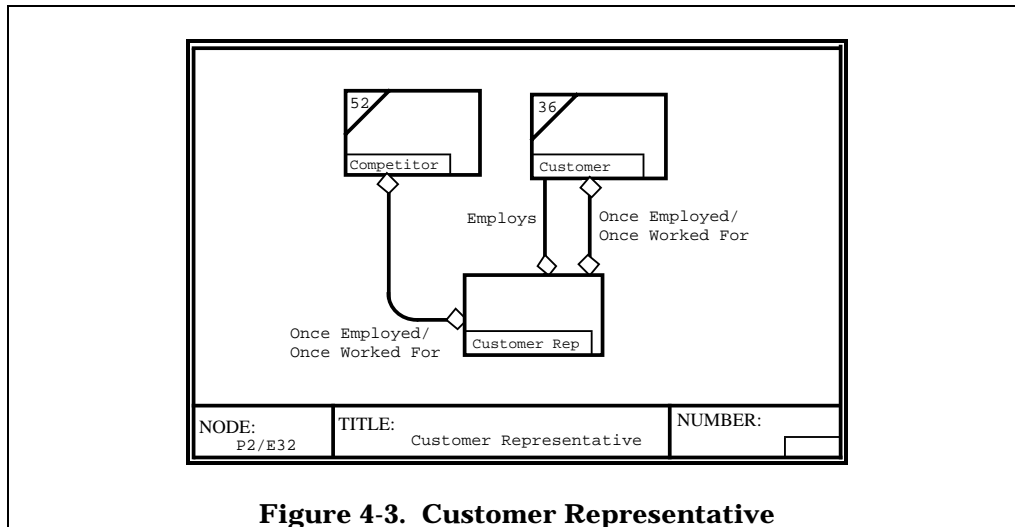 52
36
Competitor
Customer
Employs
Once Employed/
Once Worked For
Once Employed/
Once Worked For
Customer Rep
NODE:
P2/E32
TITLE:
Customer Representative
NUMBER:
Figure 4-3. Customer Representative